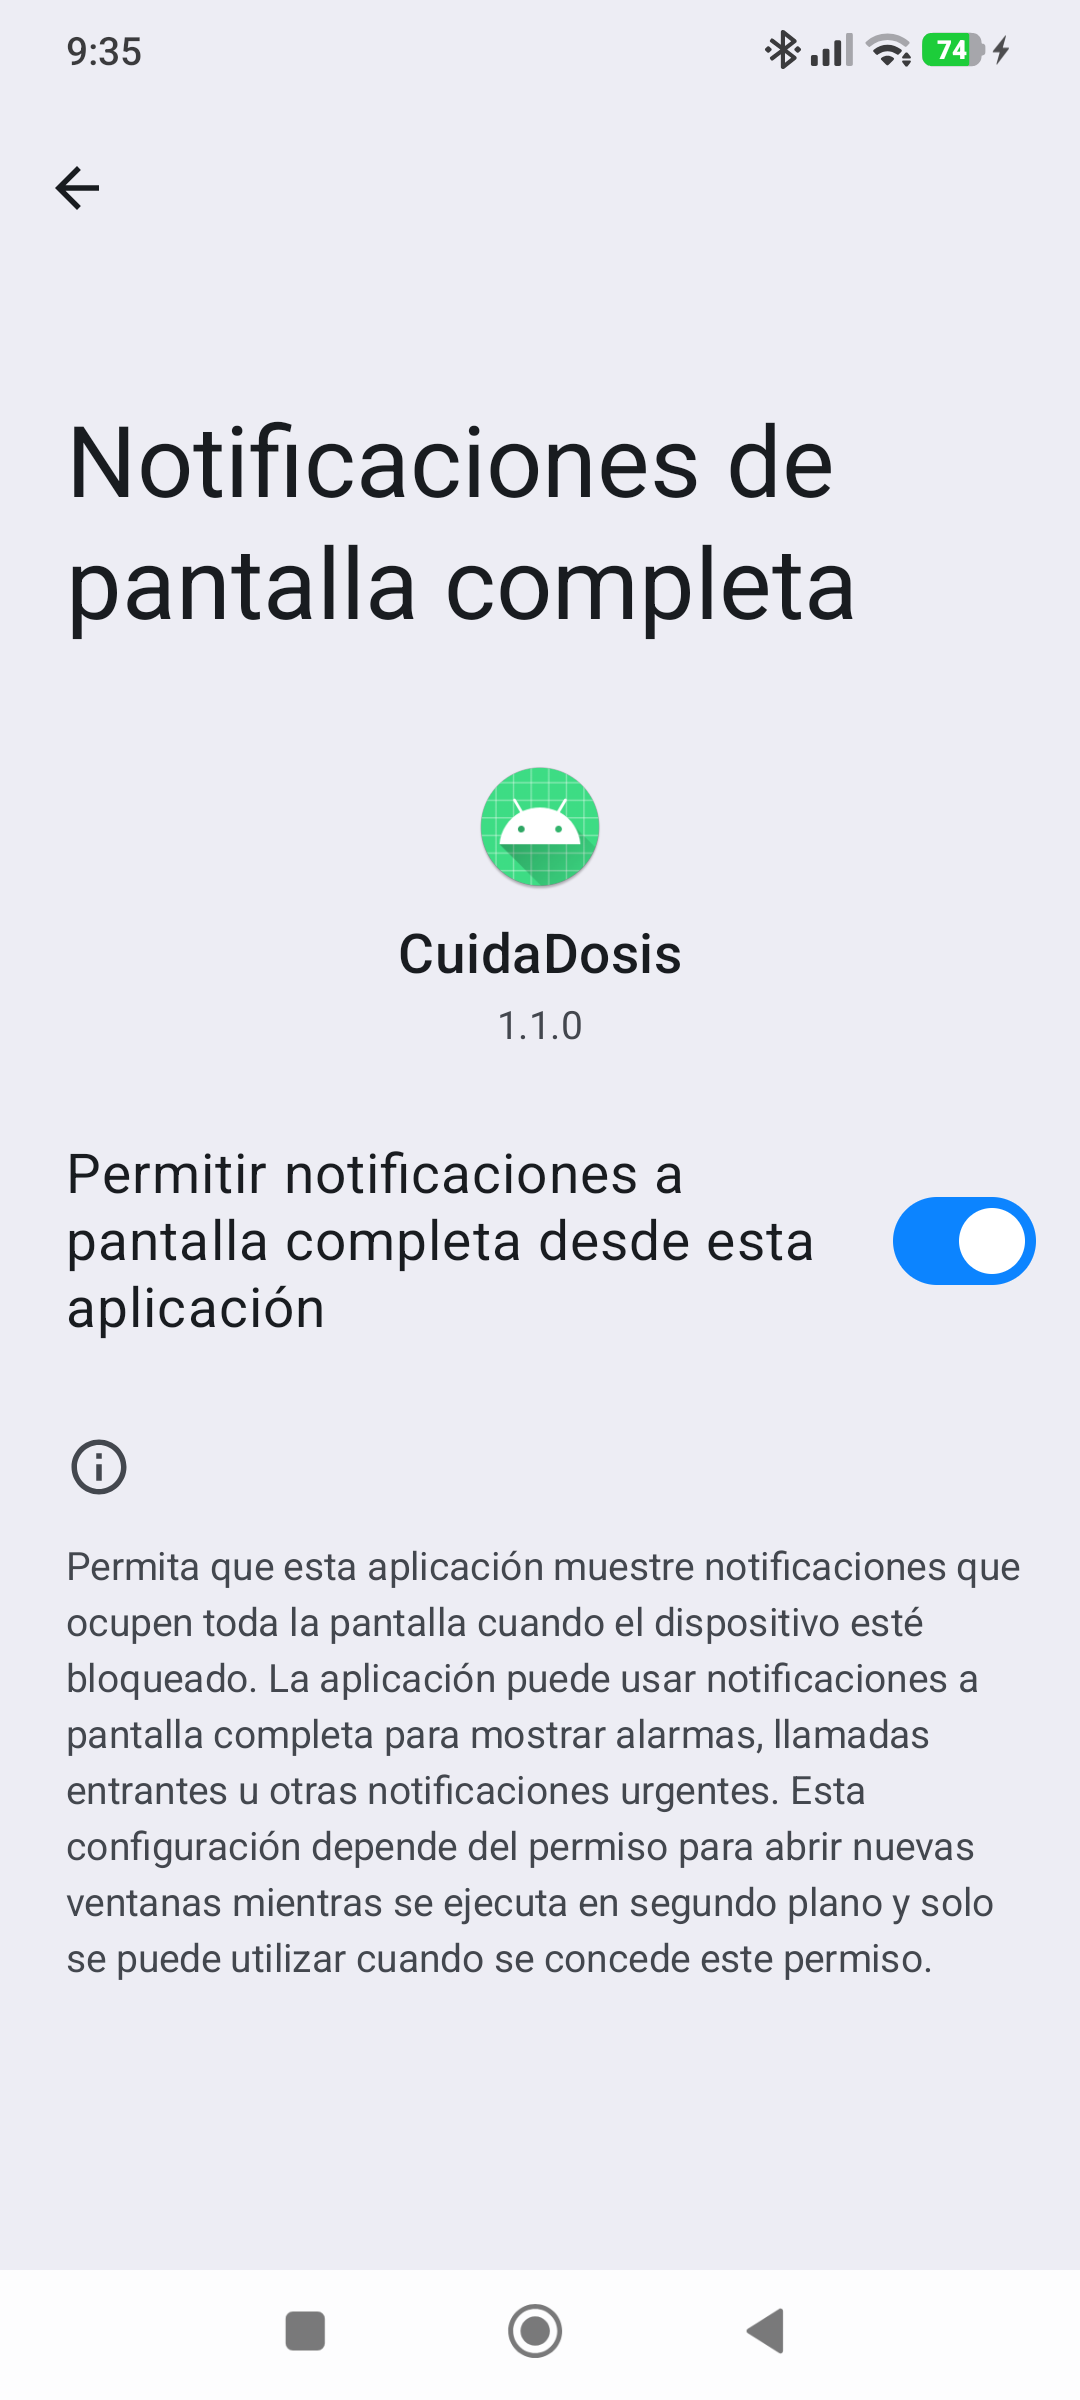 9:35
74
Notificaciones de
pantalla completa
CuidaDosis
1.1.0
Permitir notificaciones a
pantalla completa desde esta
aplicación
Permita que esta aplicación muestre notificaciones que
ocupen toda la pantalla cuando el dispositivo esté
bloqueado. La aplicación puede usar notificaciones a
pantalla completa para mostrar alarmas, llamadas
entrantes u otras notificaciones urgentes. Esta
configuración depende del permiso para abrir nuevas
ventanas mientras se ejecuta en segundo plano y solo
se puede utilizar cuando se concede este permiso.